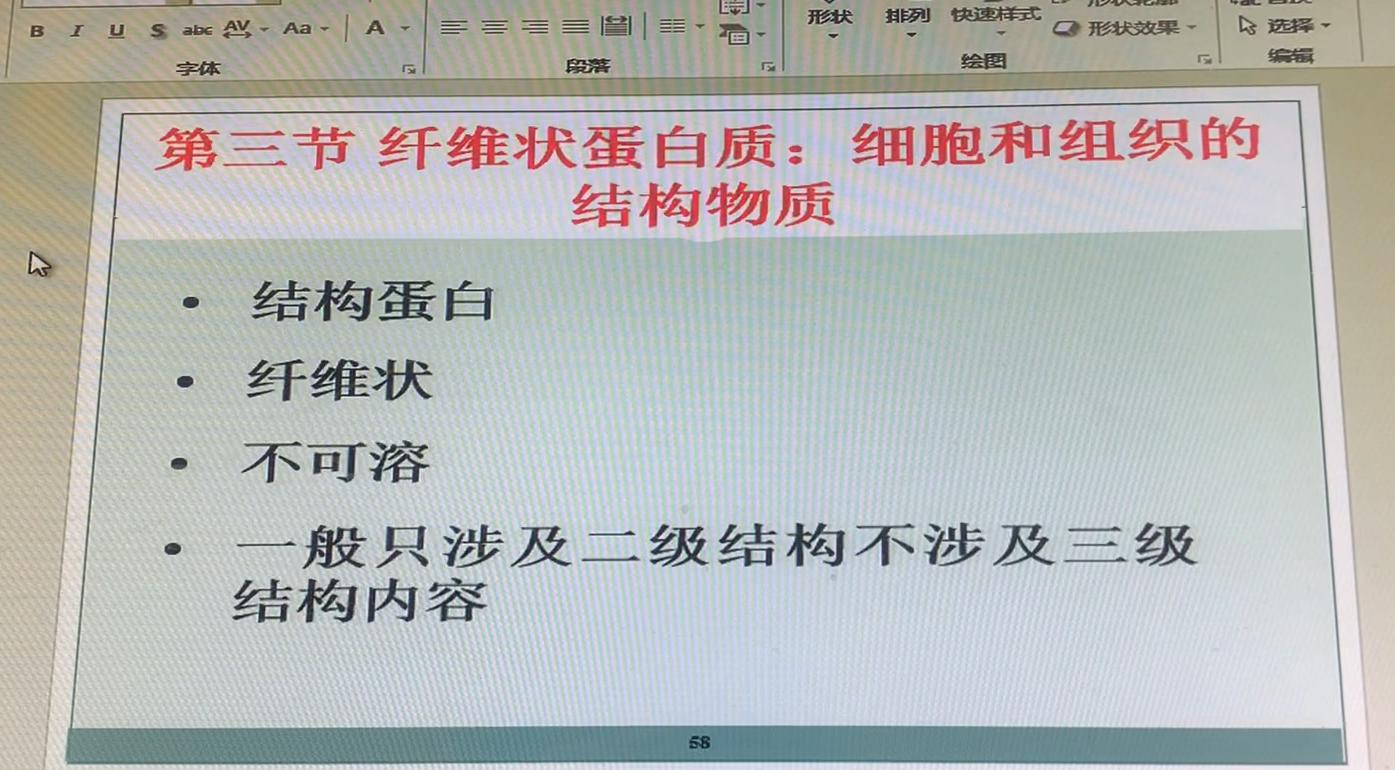 B I U S abc AV Aa A
形状 排列 快速样式 形状效果 选择
字体 段落 绘图 编辑
第三节 纤维状蛋白质：细胞和组织的
结构物质
• 结构蛋白
• 纤维状
• 不可溶
• 一般只涉及二级结构不涉及三级
结构内容
58